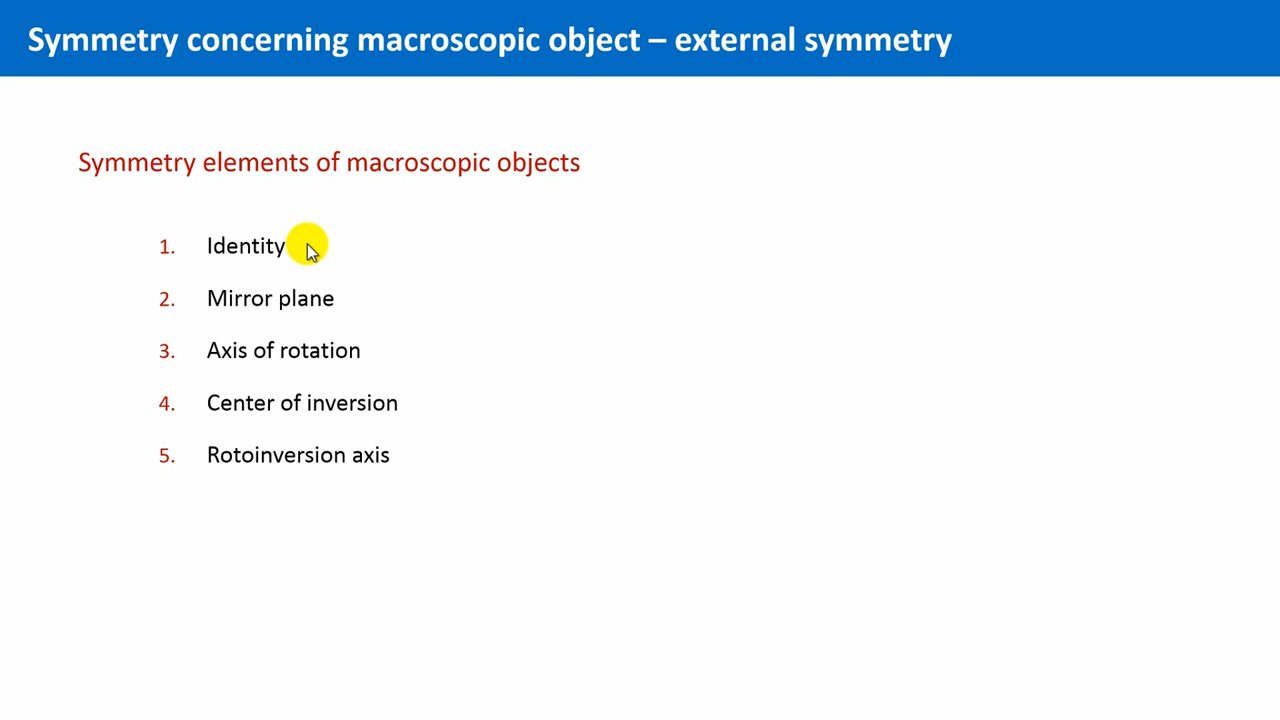 Symmetry concerning macroscopic object – external symmetry
Symmetry elements of macroscopic objects
1. Identity
2. Mirror plane
3. Axis of rotation
4. Center of inversion
5. Rotoinversion axis